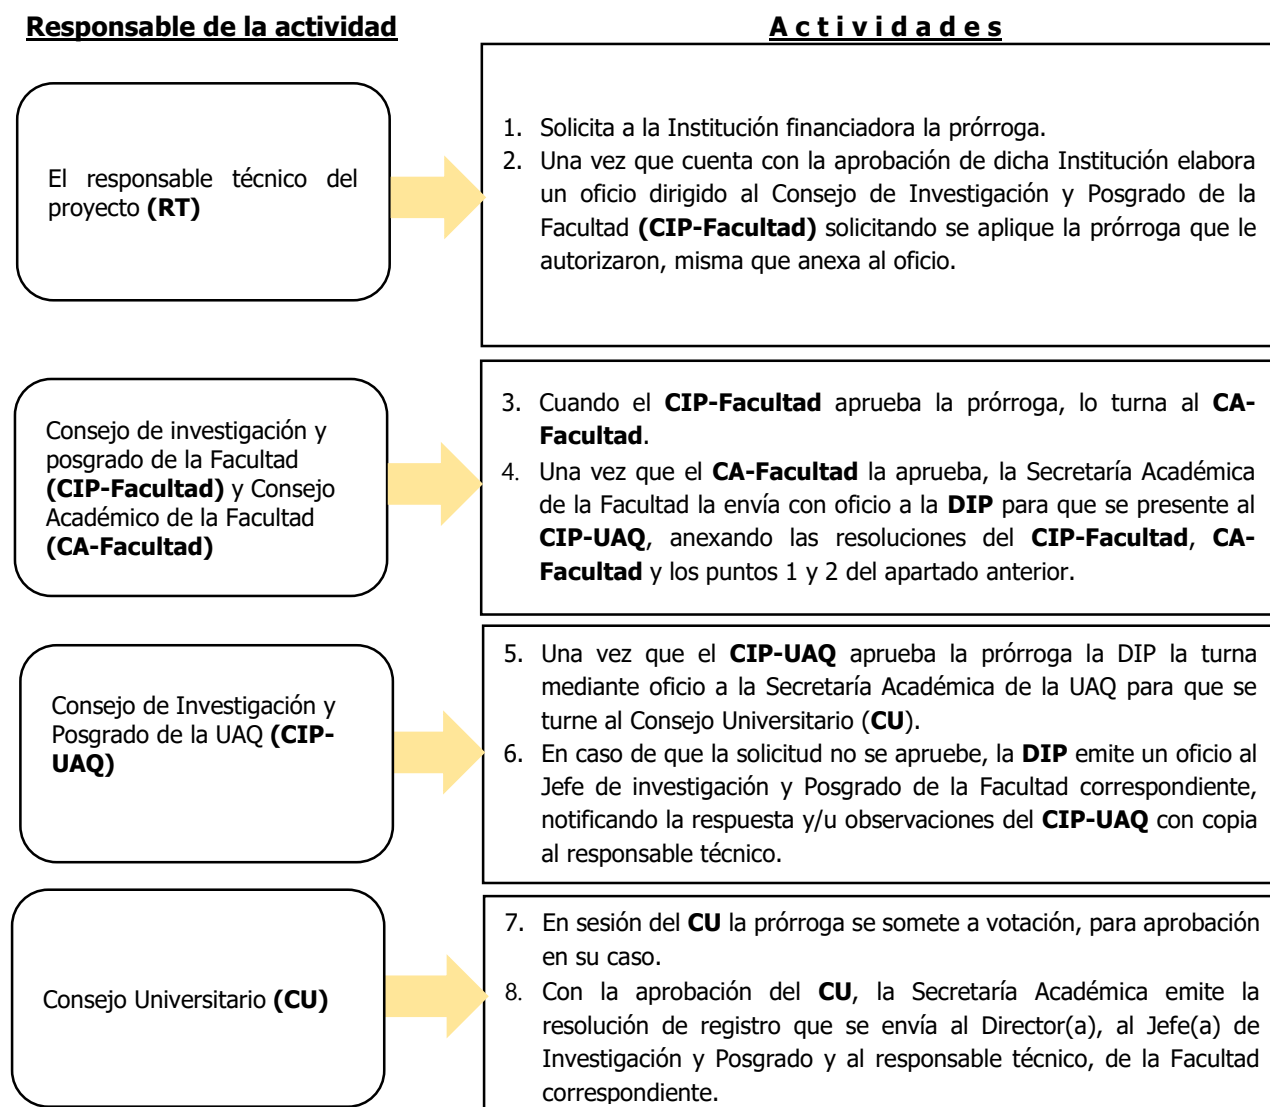 Responsable de la actividad
A c t i v i d a d e s
El responsable técnico del
proyecto (RT)
1. Solicita a la Institución financiadora la prórroga.
2. Una vez que cuenta con la aprobación de dicha Institución elabora
un oficio dirigido al Consejo de Investigación y Posgrado de la
Facultad (CIP-Facultad) solicitando se aplique la prórroga que le
autorizaron, misma que anexa al oficio.
Consejo de investigación y
posgrado de la Facultad
(CIP-Facultad) y Consejo
Académico de la Facultad
(CA-Facultad)
3. Cuando el CIP-Facultad aprueba la prórroga, lo turna al CA-
Facultad.
4. Una vez que el CA-Facultad la aprueba, la Secretaría Académica
de la Facultad la envía con oficio a la DIP para que se presente al
CIP-UAQ, anexando las resoluciones del CIP-Facultad, CA-
Facultad y los puntos 1 y 2 del apartado anterior.
Consejo de Investigación y
Posgrado de la UAQ (CIP-
UAQ)
5. Una vez que el CIP-UAQ aprueba la prórroga la DIP la turna
mediante oficio a la Secretaría Académica de la UAQ para que se
turne al Consejo Universitario (CU).
6. En caso de que la solicitud no se apruebe, la DIP emite un oficio al
Jefe de investigación y Posgrado de la Facultad correspondiente,
notificando la respuesta y/u observaciones del CIP-UAQ con copia
al responsable técnico.
Consejo Universitario (CU)
7. En sesión del CU la prórroga se somete a votación, para aprobación
en su caso.
8. Con la aprobación del CU, la Secretaría Académica emite la
resolución de registro que se envía al Director(a), al Jefe(a) de
Investigación y Posgrado y al responsable técnico, de la Facultad
correspondiente.